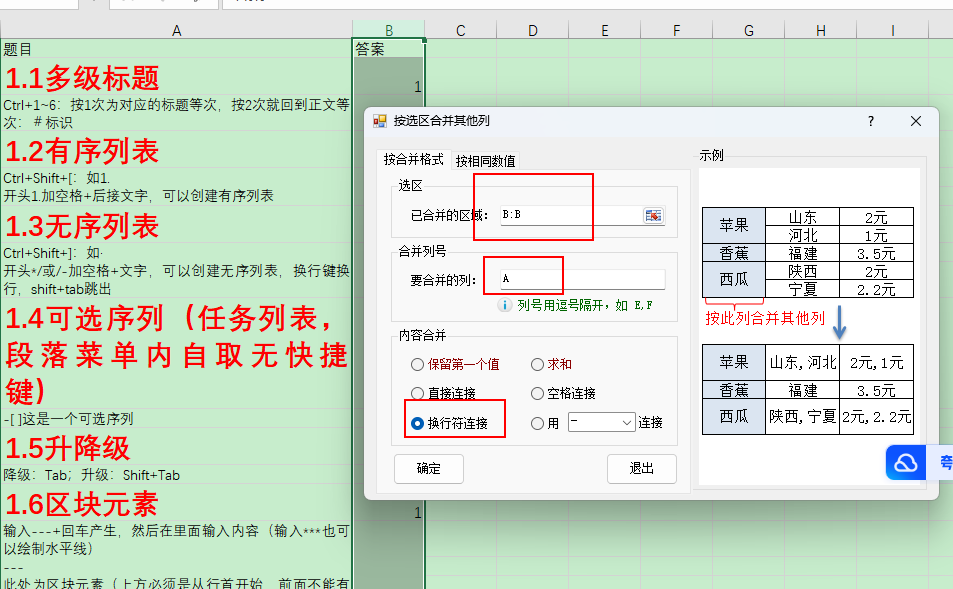 A B C D E F G H I
题目 答案
1.1多级标题
1
Ctrl+1~6：按1次为对应的标题等次，按2次就回到正文等
次： # 标识
1.2有序列表
Ctrl+Shift+[：如1.
开头1.加空格+后接文字，可以创建有序列表
1.3无序列表
Ctrl+Shift+]：如·
开头*/或/-加空格+文字，可以创建无序列表，换行键换
行，shift+tab跳出
1.4可选序列（任务列表，
段落菜单内自取无快捷
键）
-[ ]这是一个可选序列
1.5升降级
降级：Tab；升级：Shift+Tab
1.6区块元素
1
输入---+回车产生，然后在里面输入内容（输入***也可
以绘制水平线）
---
此处为区块元素（上方必须是从行首开始，前面不能有
按选区合并其他列 ?
按合并格式 按相同数值
选区
已合并的区域： B:B
合并列号
要合并的列： A
列号用逗号隔开，如 E,F
内容合并
保留第一个值 求和
直接连接 空格连接
换行符连接 用 — 连接
确定 退出
示例
苹果 山东 2元
河北 1元
香蕉 福建 3.5元
西瓜 陕西 2元
宁夏 2.2元
按此列合并其他列
苹果 山东,河北 2元,1元
香蕉 福建 3.5元
西瓜 陕西,宁夏 2元,2.2元
夸